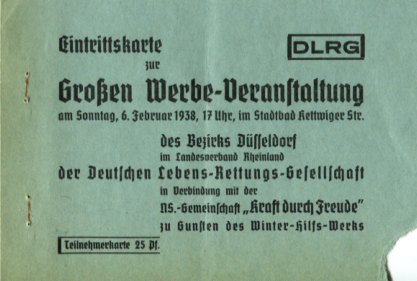 Eintrittskarte
DLRG
zur
Großen Werbe-Veranstaltung
am Sonntag, 6. Februar 1938, 17 Uhr, im Stadtbad Kettwiger Str.
des Bezirks Düsseldorf
im Landesverband Rheinland
der Deutschen Lebens-Rettungs-Gesellschaft
in Verbindung mit der
NS.-Gemeinschaft „Kraft durch Freude"
zu Gunsten des Winter-Hilfs-Werks
Teilnehmerkarte 25 Pf.